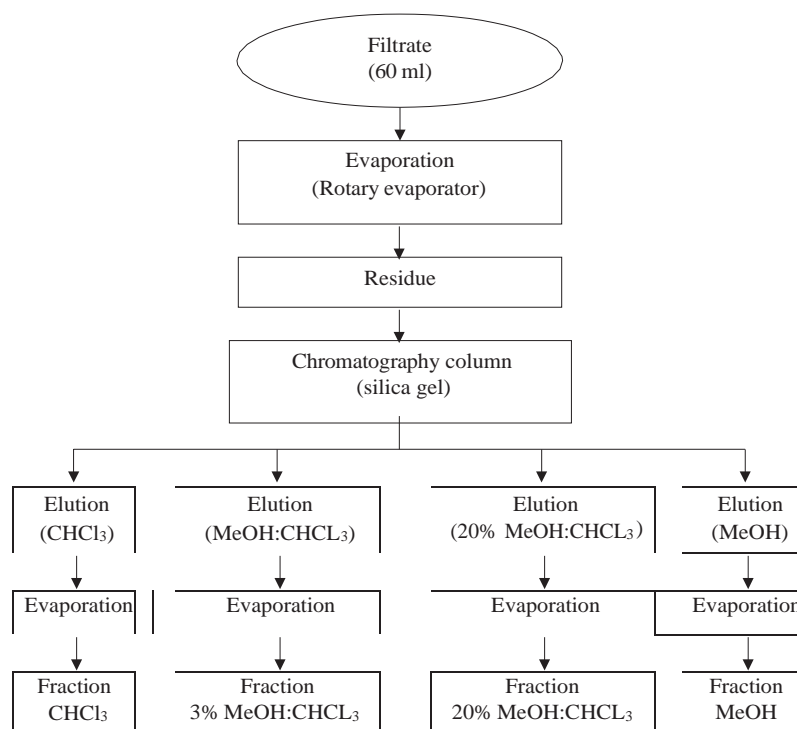 Filtrate
(60 ml)
Evaporation
(Rotary evaporator)
Residue
Chromatography column
(silica gel)
Elution
(CHCl₃)
Elution
(MeOH:CHCL₃)
Elution
(20% MeOH:CHCL₃)
Elution
(MeOH)
Evaporation
Evaporation
Evaporation
Evaporation
Fraction
CHCl₃
Fraction
3% MeOH:CHCL₃
Fraction
20% MeOH:CHCL₃
Fraction
MeOH